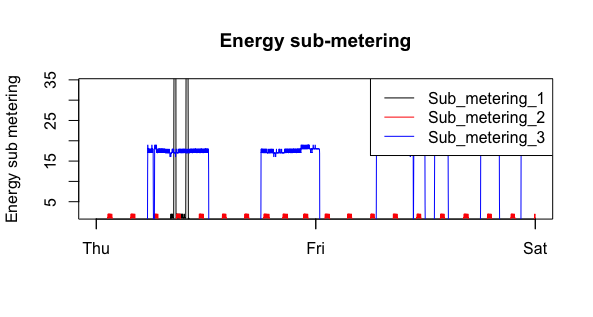 Energy sub-metering
Energy sub metering
35
25
15
5
Sub_metering_1
Sub_metering_2
Sub_metering_3
Thu
Fri
Sat